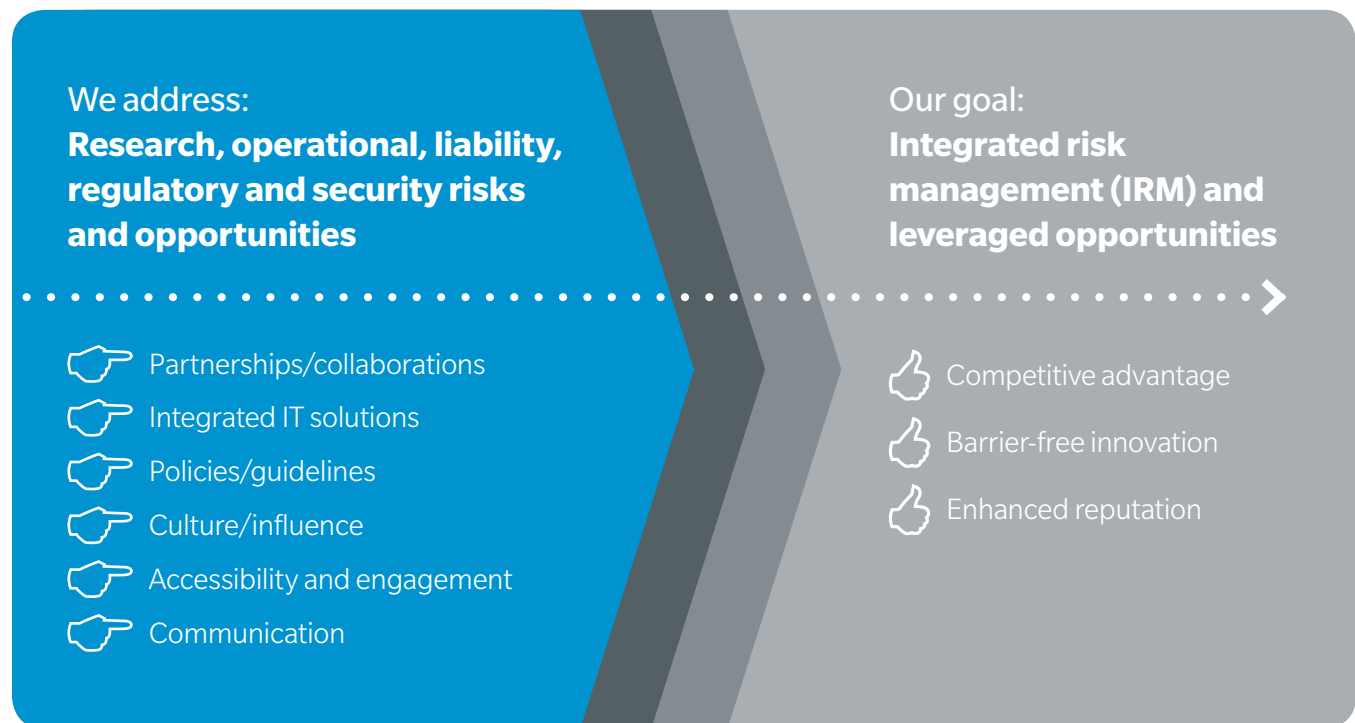 We address:
Research, operational, liability,
regulatory and security risks
and opportunities
Partnerships/collaborations
Integrated IT solutions
Policies/guidelines
Culture/influence
Accessibility and engagement
Communication
Our goal:
Integrated risk
management (IRM) and
leveraged opportunities
Competitive advantage
Barrier-free innovation
Enhanced reputation